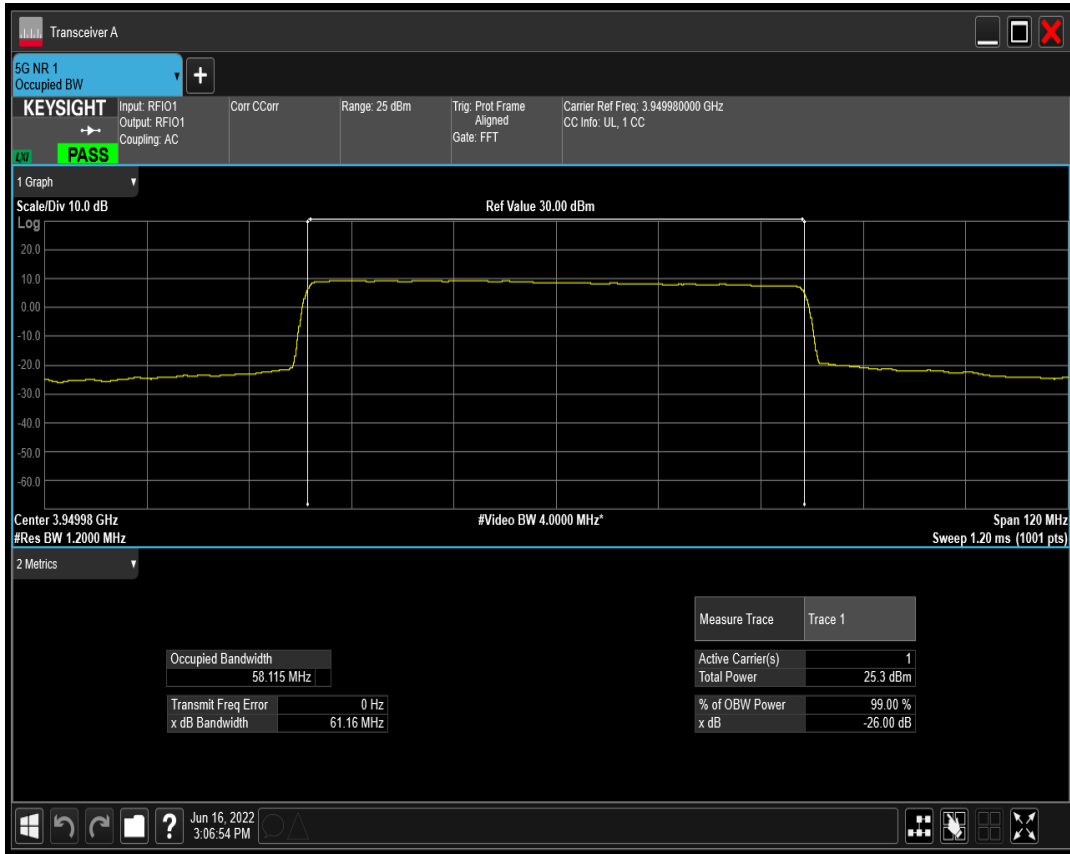 Transceiver A
5G NR 1
Occupied BW
+
KEYSIGHT
LXI
PASS
Input: RFIO1
Output: RFIO1
Coupling: AC
Corr CCorr
Range: 25 dBm
Trig: Prot Frame
Aligned
Gate: FFT
Carrier Ref Freq: 3.949980000 GHz
CC Info: UL, 1 CC
1 Graph
Scale/Div 10.0 dB
Ref Value 30.00 dBm
Log
20.0
10.0
0.00
-10.0
-20.0
-30.0
-40.0
-50.0
-60.0
Center 3.94998 GHz
#Video BW 4.0000 MHz*
Span 120 MHz
#Res BW 1.2000 MHz
Sweep 1.20 ms (1001 pts)
2 Metrics
Measure Trace Trace 1
Occupied Bandwidth
58.115 MHz
Active Carrier(s) 1
Total Power 25.3 dBm
Transmit Freq Error 0 Hz
x dB Bandwidth 61.16 MHz
% of OBW Power 99.00 %
x dB -26.00 dB
?
Jun 16, 2022
3:06:54 PM